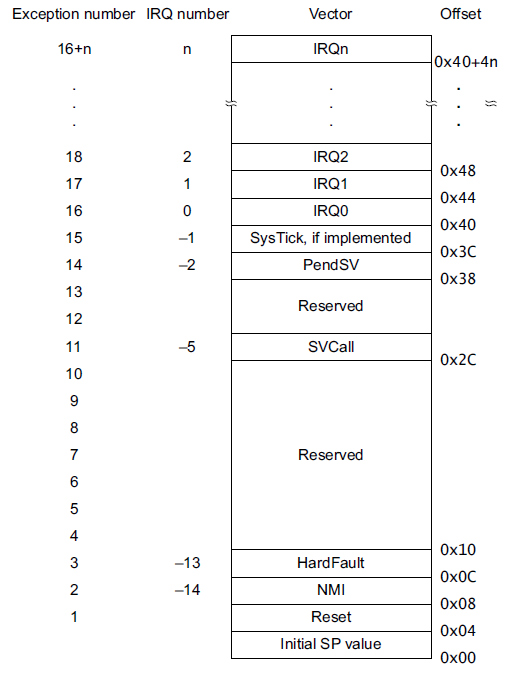 Exception number IRQ number Vector Offset
16+n n IRQn
0x40+4n
. . .
. . .
. . .
18 2 IRQ2
0x48
17 1 IRQ1
0x44
16 0 IRQ0
0x40
15 –1 SysTick, if implemented
0x3C
14 –2 PendSV
0x38
13
Reserved
12
11 –5 SVCall
0x2C
10
9
8
7 Reserved
6
5
4
0x10
3 –13 HardFault
0x0C
2 –14 NMI
0x08
1 Reset
0x04
Initial SP value
0x00